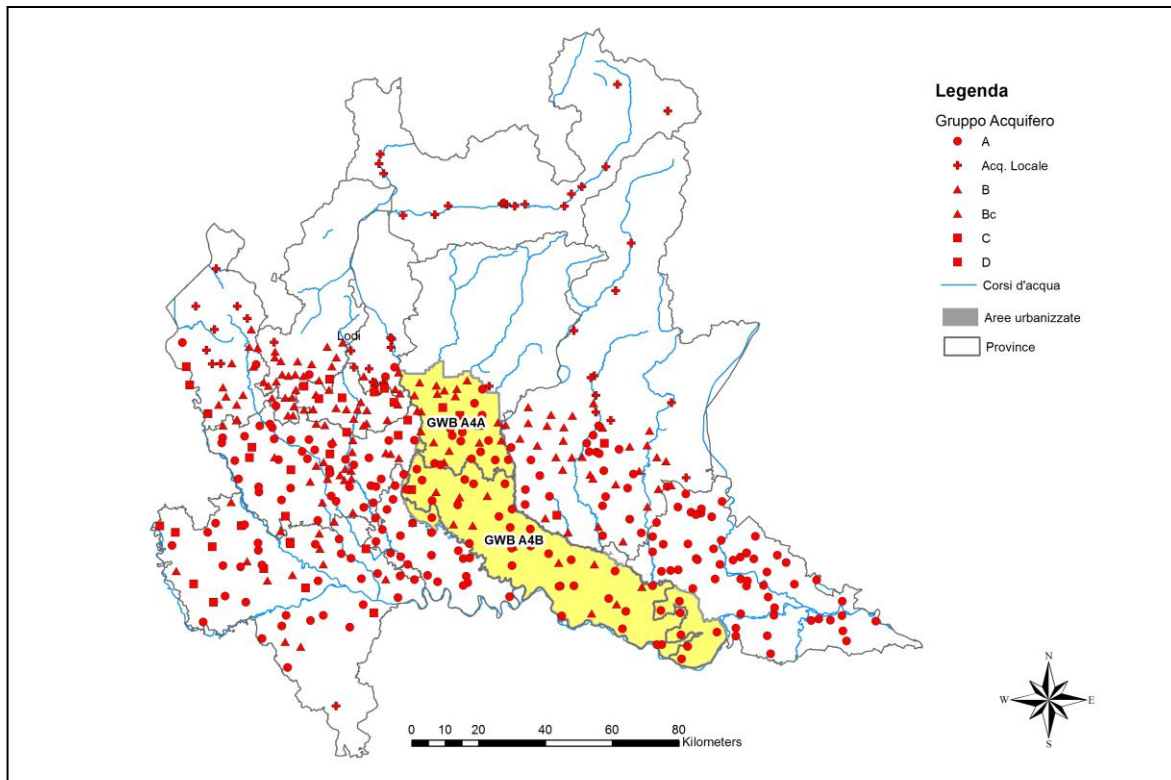 Legenda
Gruppo Acquifero
A
Acq. Locale
B
Bc
C
D
Corsi d'acqua
Aree urbanizzate
Province
Lodi
GWB A4A
GWB A4B
N
W E
S
0 10 20 40 60 80
Kilometers